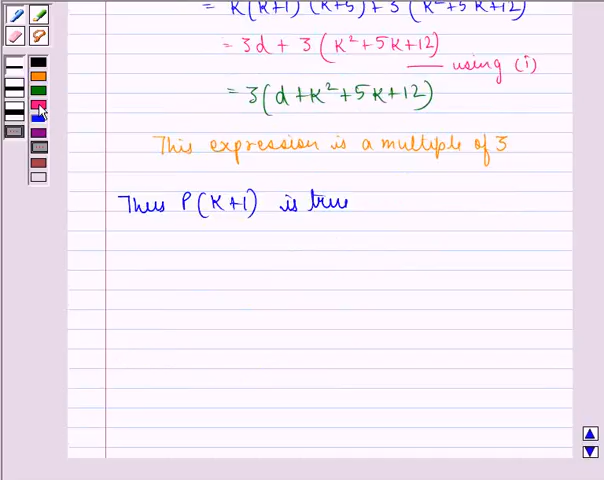 = K(K+1) (K+5) + 3 (K²+5K+12)
= 3d + 3 (K²+5K+12)
using (i)
= 3(d+K²+5K+12)
This expression is a multiple of 3
Thus P(K+1) is true